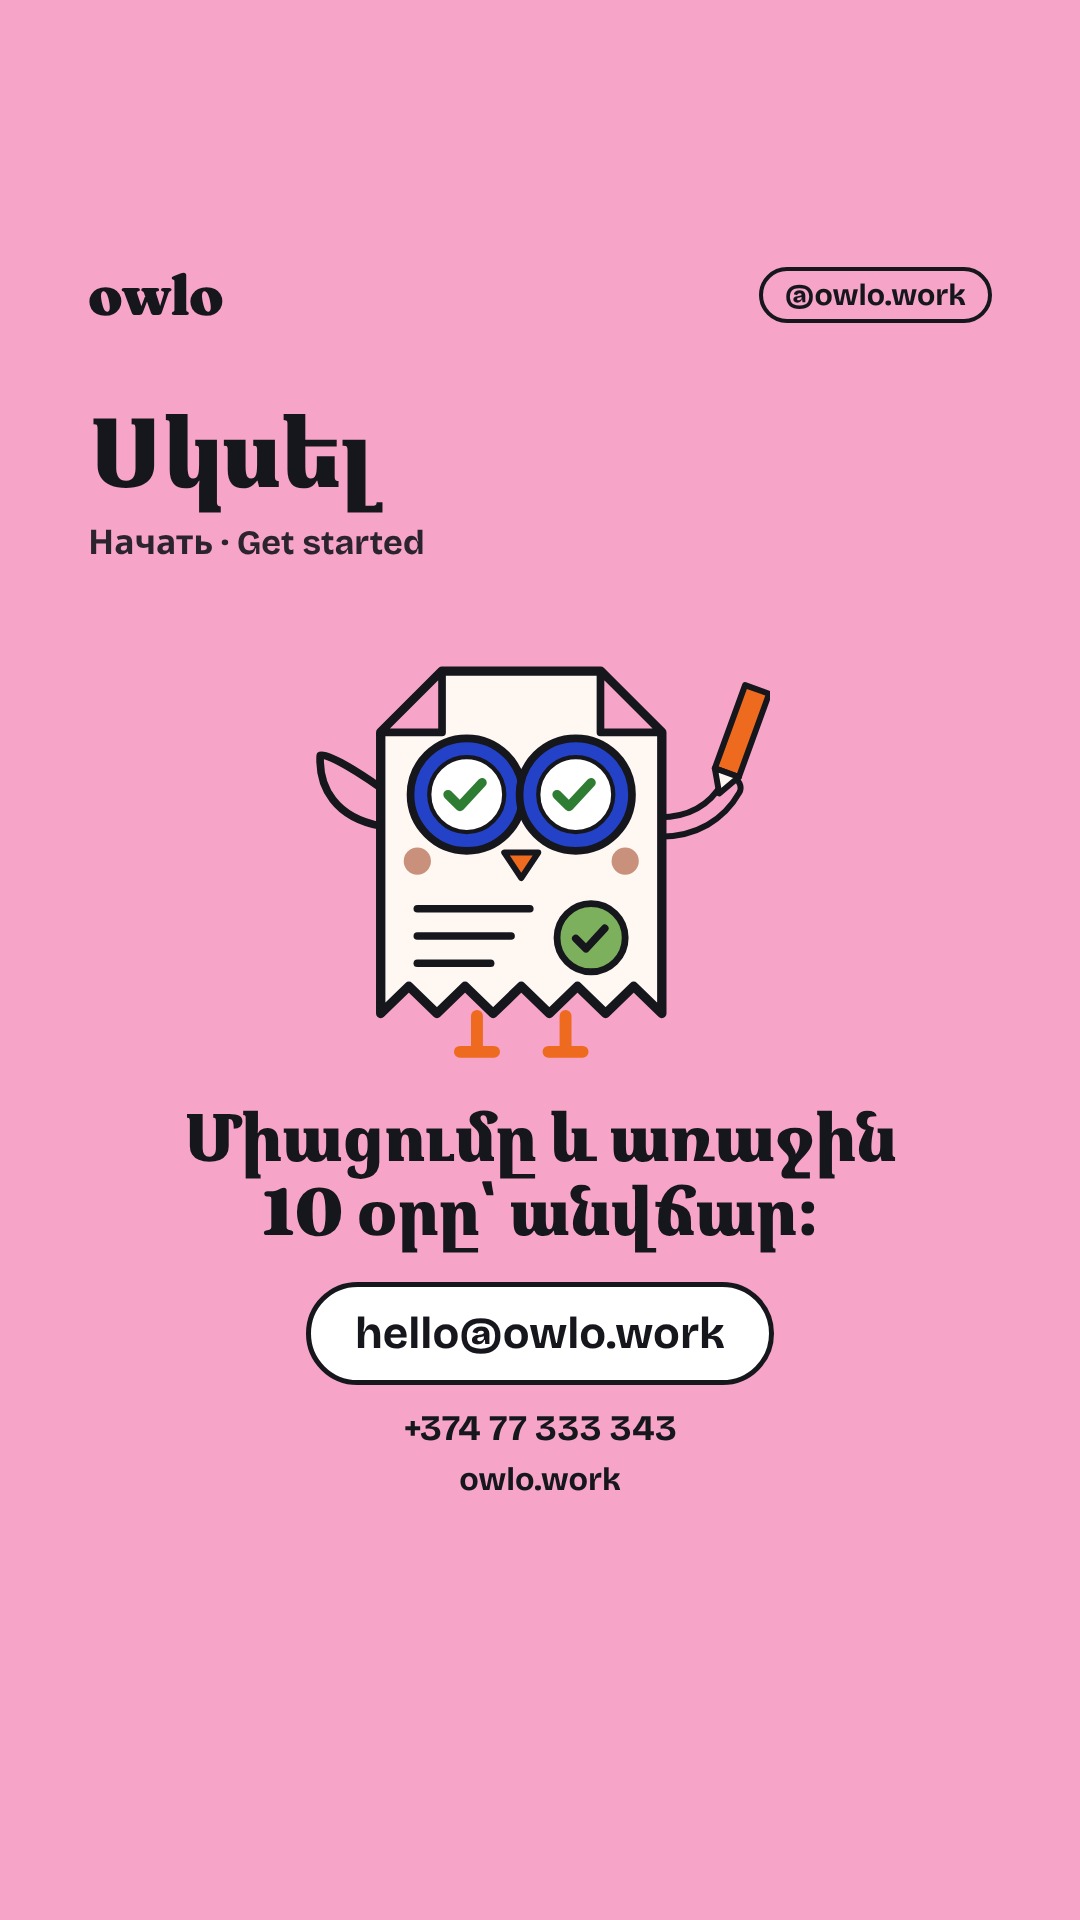 owlo
@owlo.work
Սկսել
Начать · Get started
Միացումը և առաջին
10 օրը՝ անվճար։
hello@owlo.work
+374 77 333 343
owlo.work